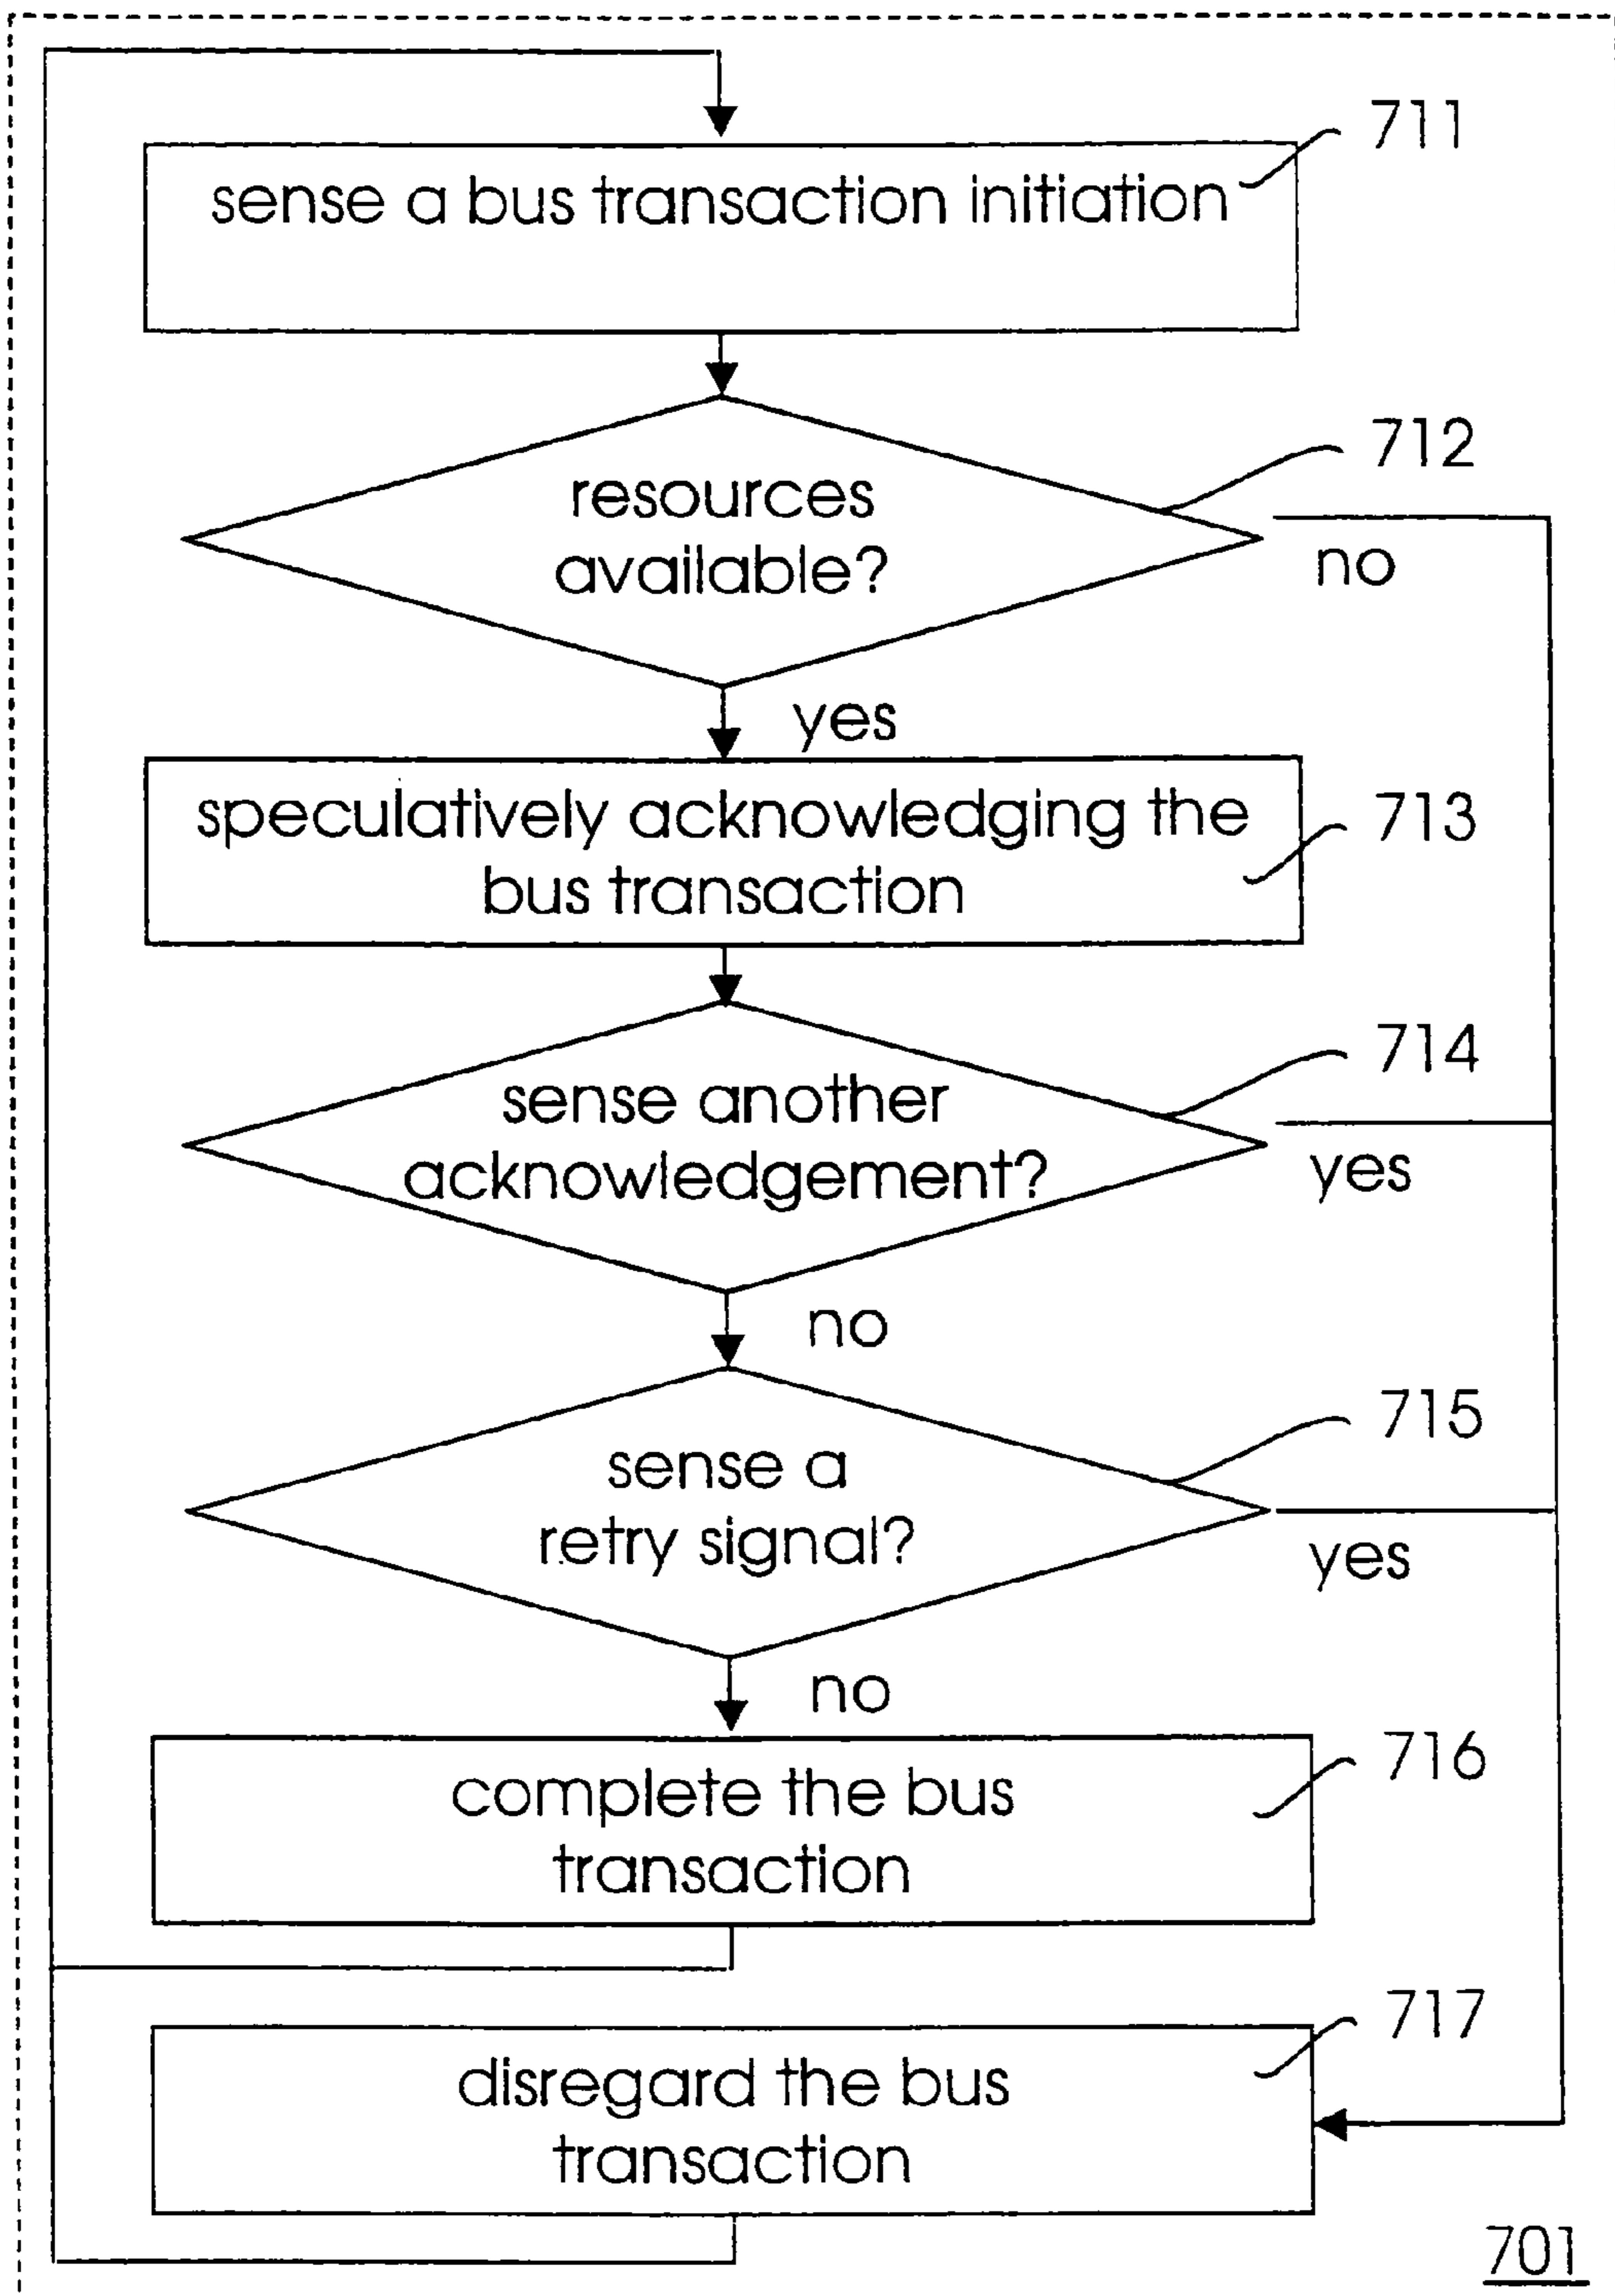 711
sense a bus transaction initiation
712
resources
available?
no
yes
speculatively acknowledging the
bus transaction
713
714
sense another
acknowledgement?
yes
no
715
sense a
retry signal?
yes
no
716
complete the bus
transaction
717
disregard the bus
transaction
701